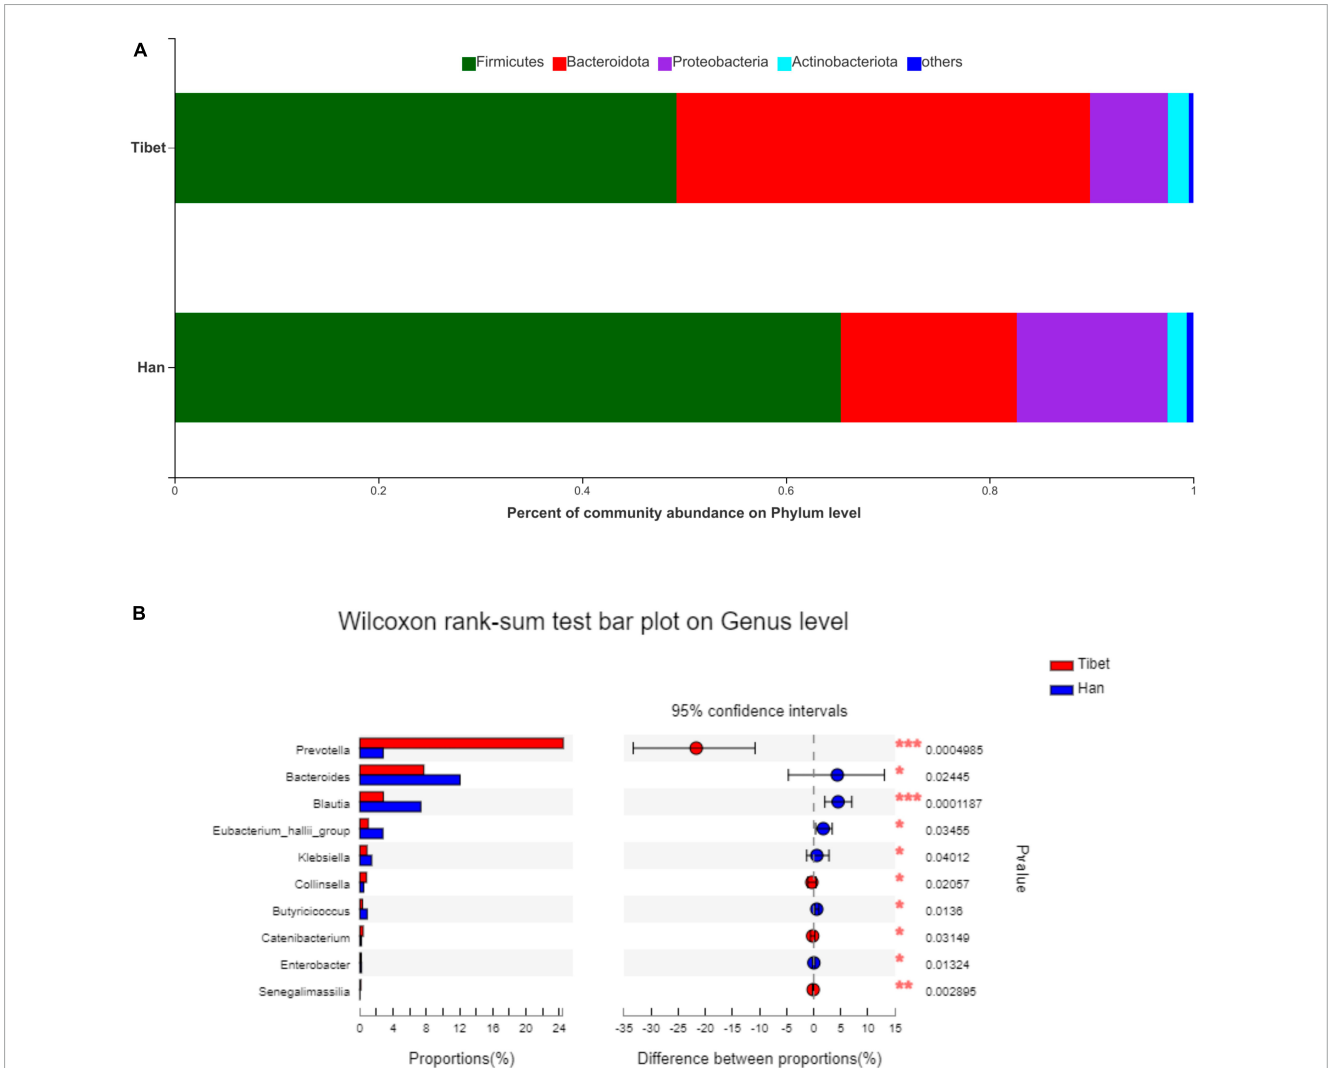 A
Firmicutes Bacteroidota Proteobacteria Actinobacteriota others
Tibet
Han
0 0.2 0.4 0.6 0.8 1
Percent of community abundance on Phylum level
B
Wilcoxon rank-sum test bar plot on Genus level
Tibet
Han
95% confidence intervals
Prevotella *** 0.0004985
Bacteroides * 0.02445
Blautia *** 0.0001187
Eubacterium_hallii_group * 0.03455
Klebsiella * 0.04012
Collinsella * 0.02057
Butyricicoccus * 0.0136
Catenibacterium * 0.03149
Enterobacter * 0.01324
Senegalimassilia ** 0.002895
Pvalue
0 4 8 12 16 20 24 -35 -30 -25 -20 -15 -10 -5 0 5 10 15
Proportions(%) Difference between proportions(%)